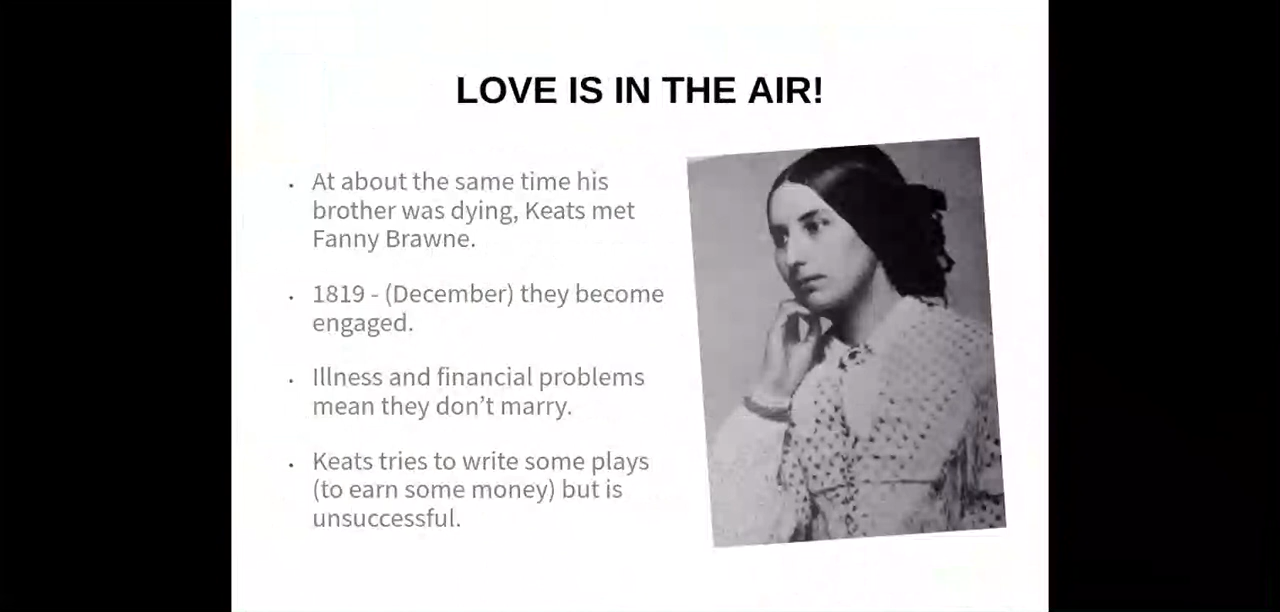 LOVE IS IN THE AIR!
• At about the same time his
brother was dying, Keats met
Fanny Brawne.
• 1819 - (December) they become
engaged.
• Illness and financial problems
mean they don’t marry.
• Keats tries to write some plays
(to earn some money) but is
unsuccessful.